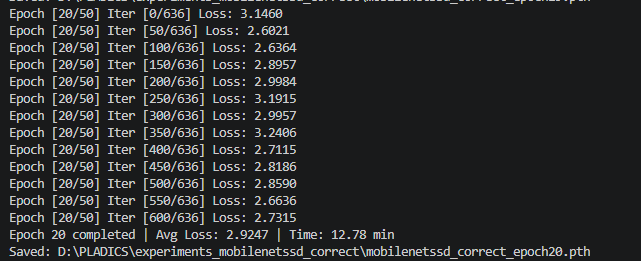 Saved: D:\PLADICS\experiments_mobilenetssd_correct\mobilenetssd_correct_epoch20.pth
Epoch [20/50] Iter [0/636] Loss: 3.1460
Epoch [20/50] Iter [50/636] Loss: 2.6021
Epoch [20/50] Iter [100/636] Loss: 2.6364
Epoch [20/50] Iter [150/636] Loss: 2.8957
Epoch [20/50] Iter [200/636] Loss: 2.9984
Epoch [20/50] Iter [250/636] Loss: 3.1915
Epoch [20/50] Iter [300/636] Loss: 2.9957
Epoch [20/50] Iter [350/636] Loss: 3.2406
Epoch [20/50] Iter [400/636] Loss: 2.7115
Epoch [20/50] Iter [450/636] Loss: 2.8186
Epoch [20/50] Iter [500/636] Loss: 2.8590
Epoch [20/50] Iter [550/636] Loss: 2.6636
Epoch [20/50] Iter [600/636] Loss: 2.7315
Epoch 20 completed | Avg Loss: 2.9247 | Time: 12.78 min
Saved: D:\PLADICS\experiments_mobilenetssd_correct\mobilenetssd_correct_epoch20.pth